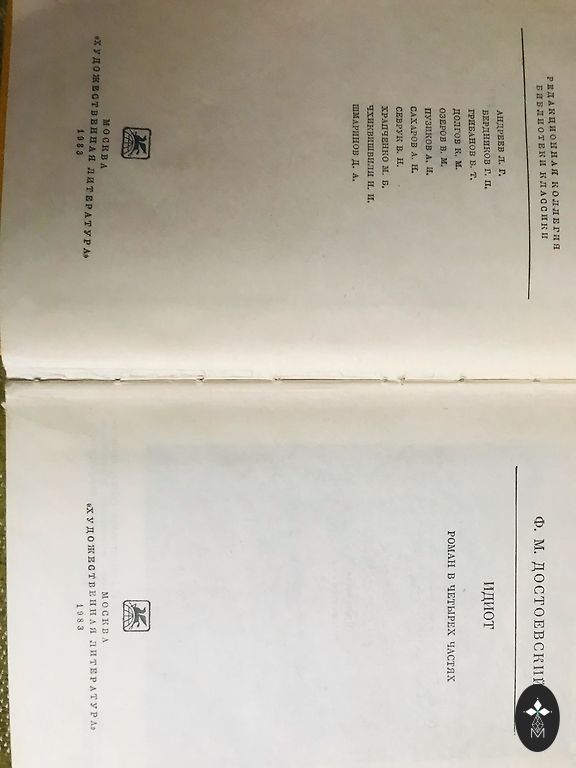 РЕДАКЦИОННАЯ КОЛЛЕГИЯ
БИБЛИОТЕКИ КЛАССИКИ
АНДРЕЕВ Л. Г.
БЕРДНИКОВ Г. П.
ГРИБАНОВ Б. Т.
ДОЛГОВ К. М.
ОЗЕРОВ В. М.
ПУЗИКОВ А. И.
САХАРОВ А. Н.
СЕВРУК В. Н.
ХРАПЧЕНКО М. Б.
ЧХИКВИШВИЛИ И. И.
ШМАРИНОВ Д. А.
МОСКВА
«ХУДОЖЕСТВЕННАЯ ЛИТЕРАТУРА»
1983
Ф. М. ДОСТОЕВСКИЙ
ИДИОТ
РОМАН В ЧЕТЫРЕХ ЧАСТЯХ
МОСКВА
«ХУДОЖЕСТВЕННАЯ ЛИТЕРАТУРА»
1983